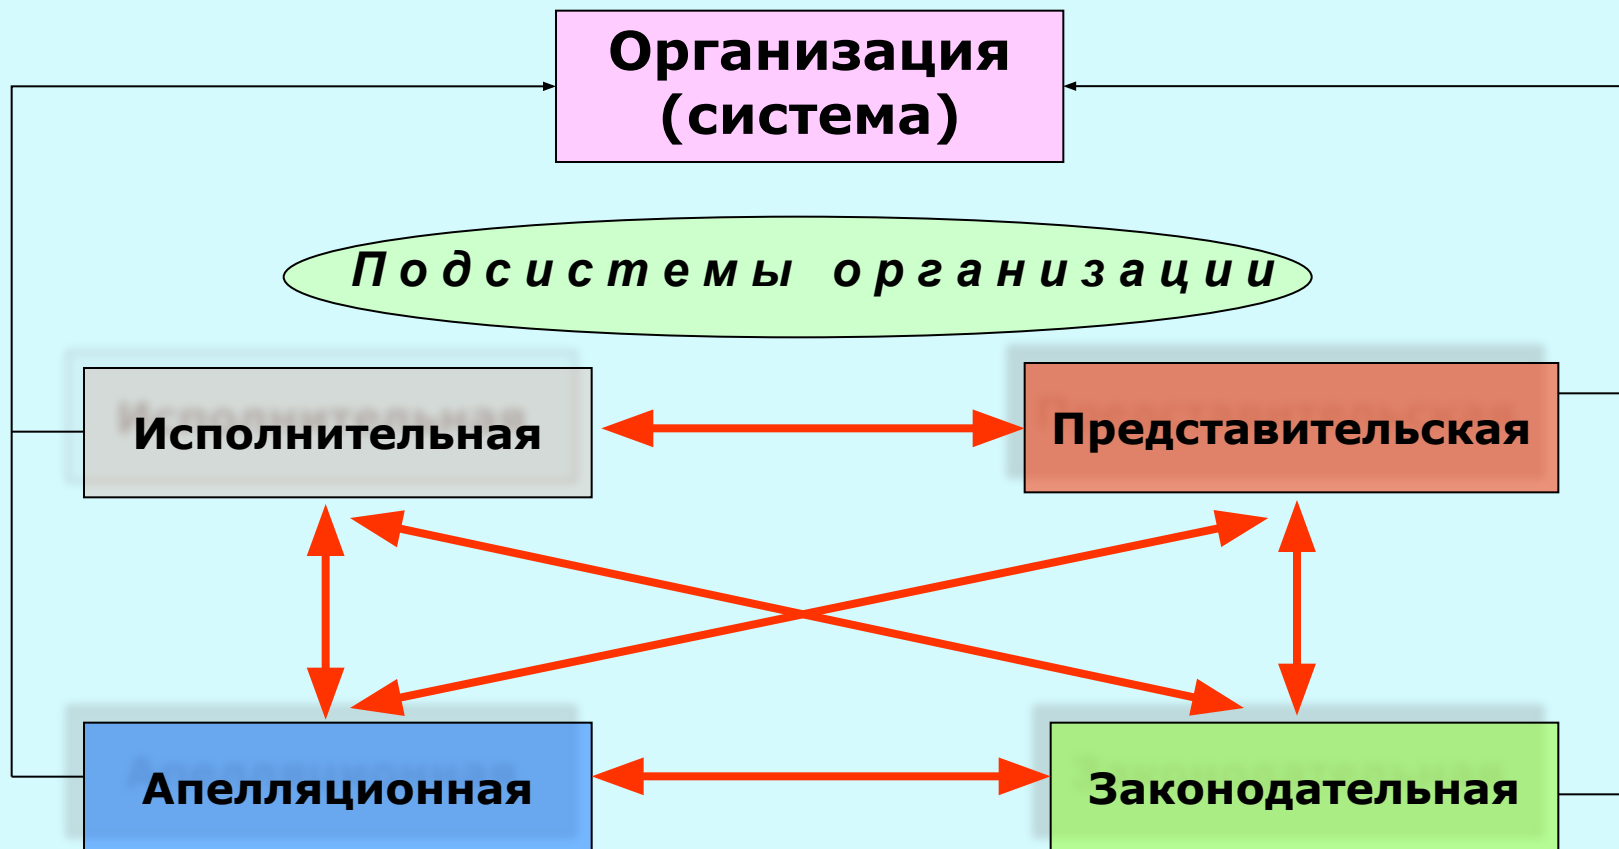 Организация
(система)
Подсистемы организации
Исполнительная
Представительская
Апелляционная
Законодательная